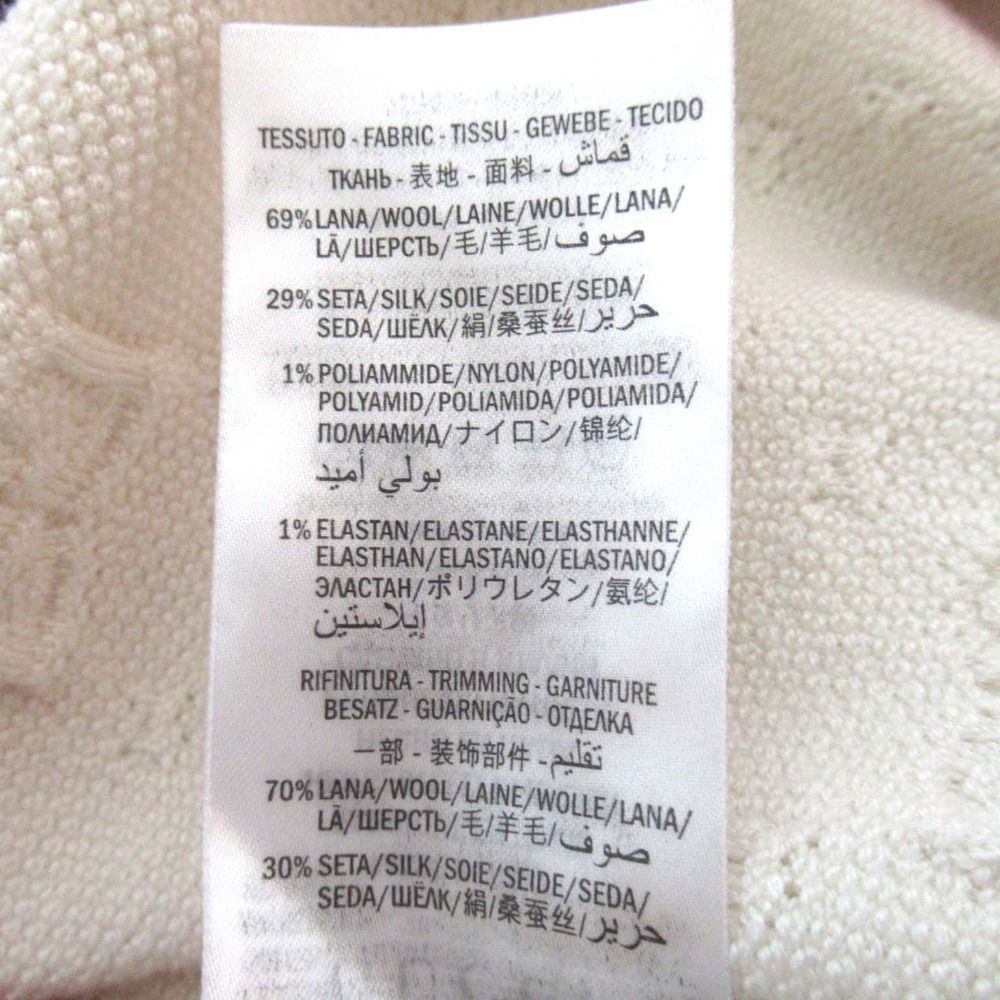 TESSUTO - FABRIC - TISSU - GEWEBE - TECIDO
ТКАНЬ - 表地 - 面料 - قماش
69% LANA/WOOL/LAINE/WOLLE/LANA/
LÃ/ШЕРСТЬ/毛/羊毛/صوف
29% SETA/SILK/SOIE/SEIDE/SEDA/
SEDA/ШЁЛК/絹/桑蚕丝/حرير
1% POLIAMMIDE/NYLON/POLYAMIDE/
POLYAMID/POLIAMIDA/POLIAMIDA/
ПОЛИАМИД/ナイロン/锦纶/
بولي أميد
1% ELASTAN/ELASTANE/ELASTHANNE/
ELASTHAN/ELASTANO/ELASTANO/
ЭЛАСТАН/ポリウレタン/氨纶/
إيلاستين
RIFINITURA - TRIMMING - GARNITURE
BESATZ - GUARNIÇÃO - ОТДЕЛКА
一部 - 装饰部件 - تقليم
70% LANA/WOOL/LAINE/WOLLE/LANA/
LÃ/ШЕРСТЬ/毛/羊毛/صوف
30% SETA/SILK/SOIE/SEIDE/SEDA/
SEDA/ШЁЛК/絹/桑蚕丝/حرير